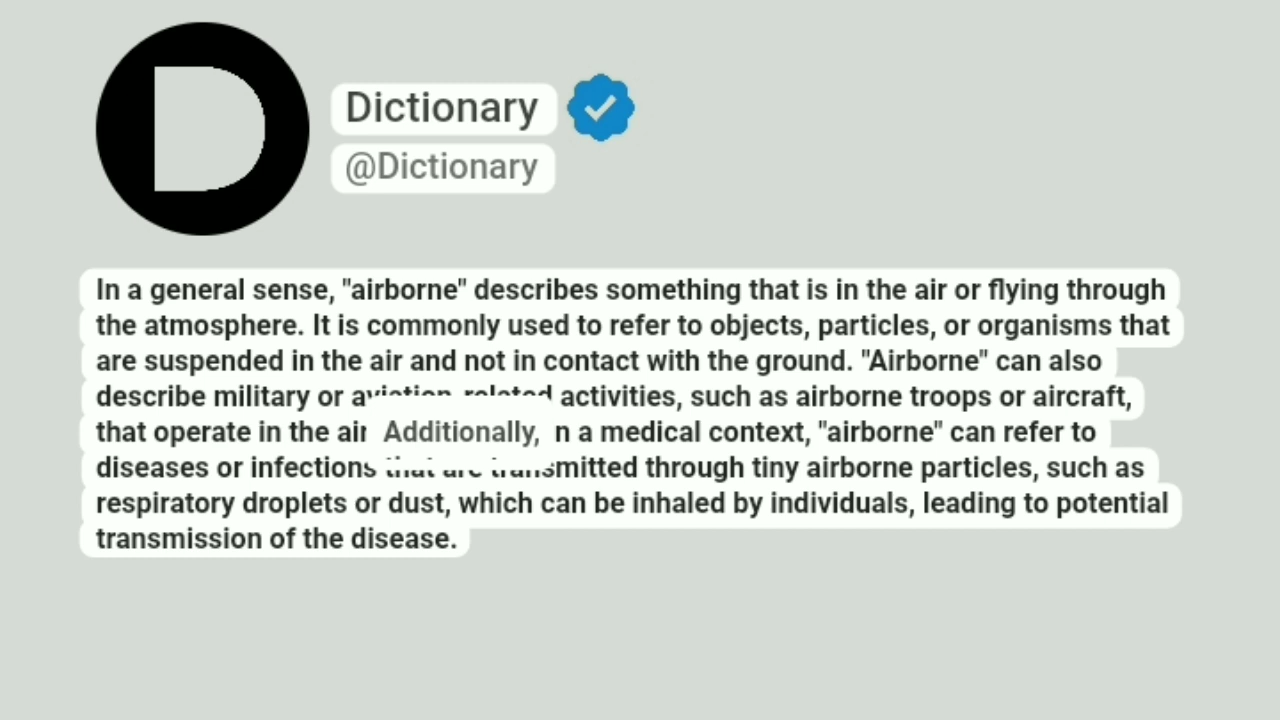 D
Dictionary
@Dictionary
In a general sense, "airborne" describes something that is in the air or flying through
the atmosphere. It is commonly used to refer to objects, particles, or organisms that
are suspended in the air and not in contact with the ground. "Airborne" can also
describe military or aviation-related activities, such as airborne troops or aircraft,
that operate in the air Additionally, n a medical context, "airborne" can refer to
diseases or infections that are transmitted through tiny airborne particles, such as
respiratory droplets or dust, which can be inhaled by individuals, leading to potential
transmission of the disease.